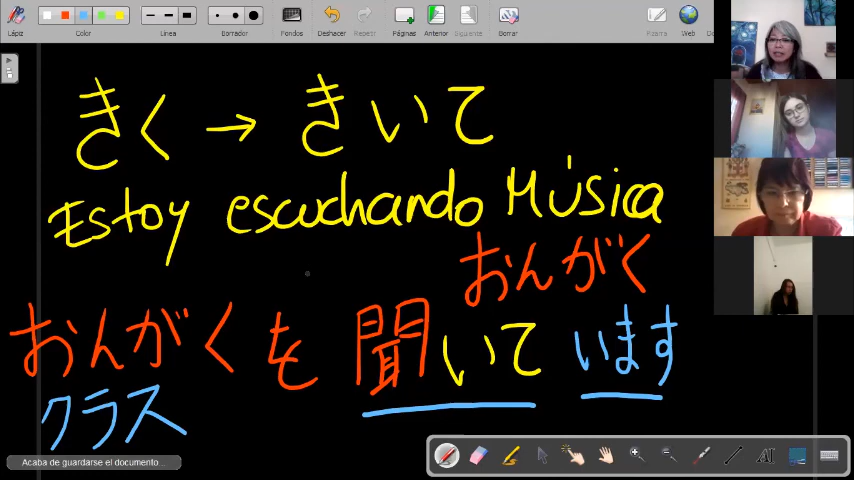 Lápiz Color Línea Borrador Fondos Deshacer Repetir Páginas Anterior Siguiente Borrar Pizarra Web
きく → きいて
Estoy escuchando Música
おんがく
おんがくを聞いています
クラス
Acaba de guardarse el documento...